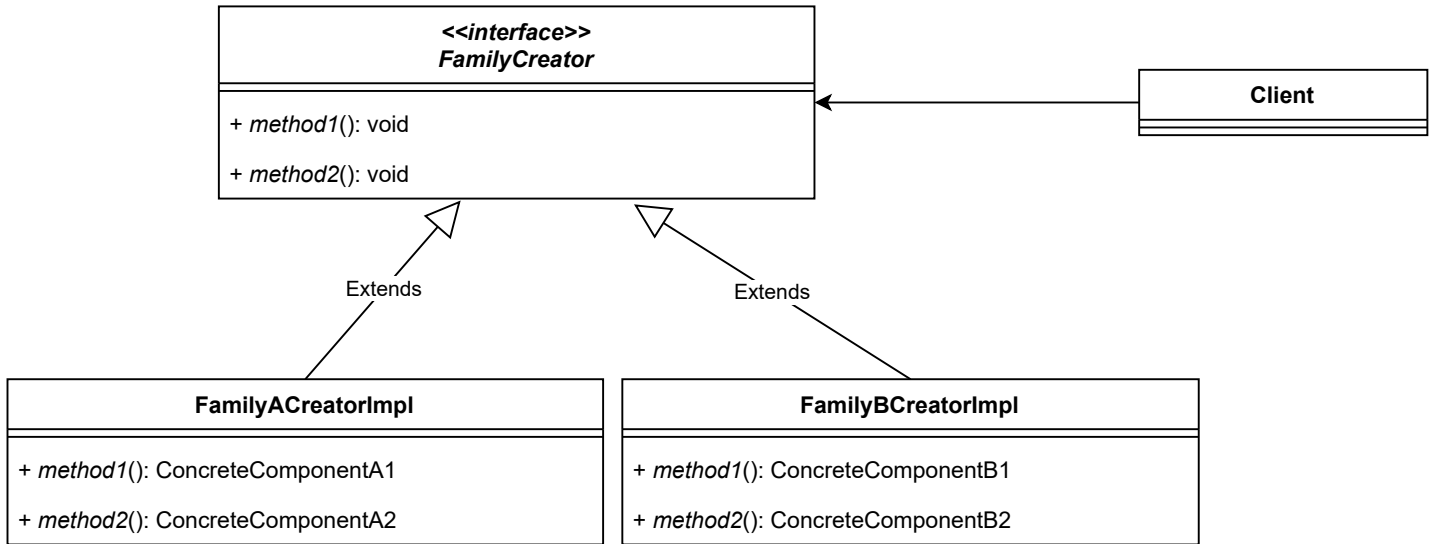 <<interface>>
FamilyCreator
+ method1(): void
+ method2(): void
Client
Extends
Extends
FamilyACreatorImpl
+ method1(): ConcreteComponentA1
+ method2(): ConcreteComponentA2
FamilyBCreatorImpl
+ method1(): ConcreteComponentB1
+ method2(): ConcreteComponentB2